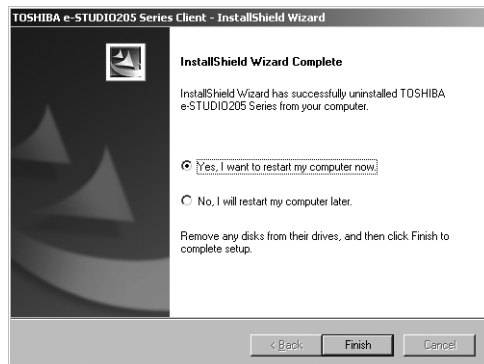 TOSHIBA e-STUDIO205 Series Client - InstallShield Wizard
InstallShield Wizard Complete
InstallShield Wizard has successfully uninstalled TOSHIBA
e-STUDIO205 Series from your computer.
Yes, I want to restart my computer now.
No, I will restart my computer later.
Remove any disks from their drives, and then click Finish to
complete setup.
< Back Finish Cancel